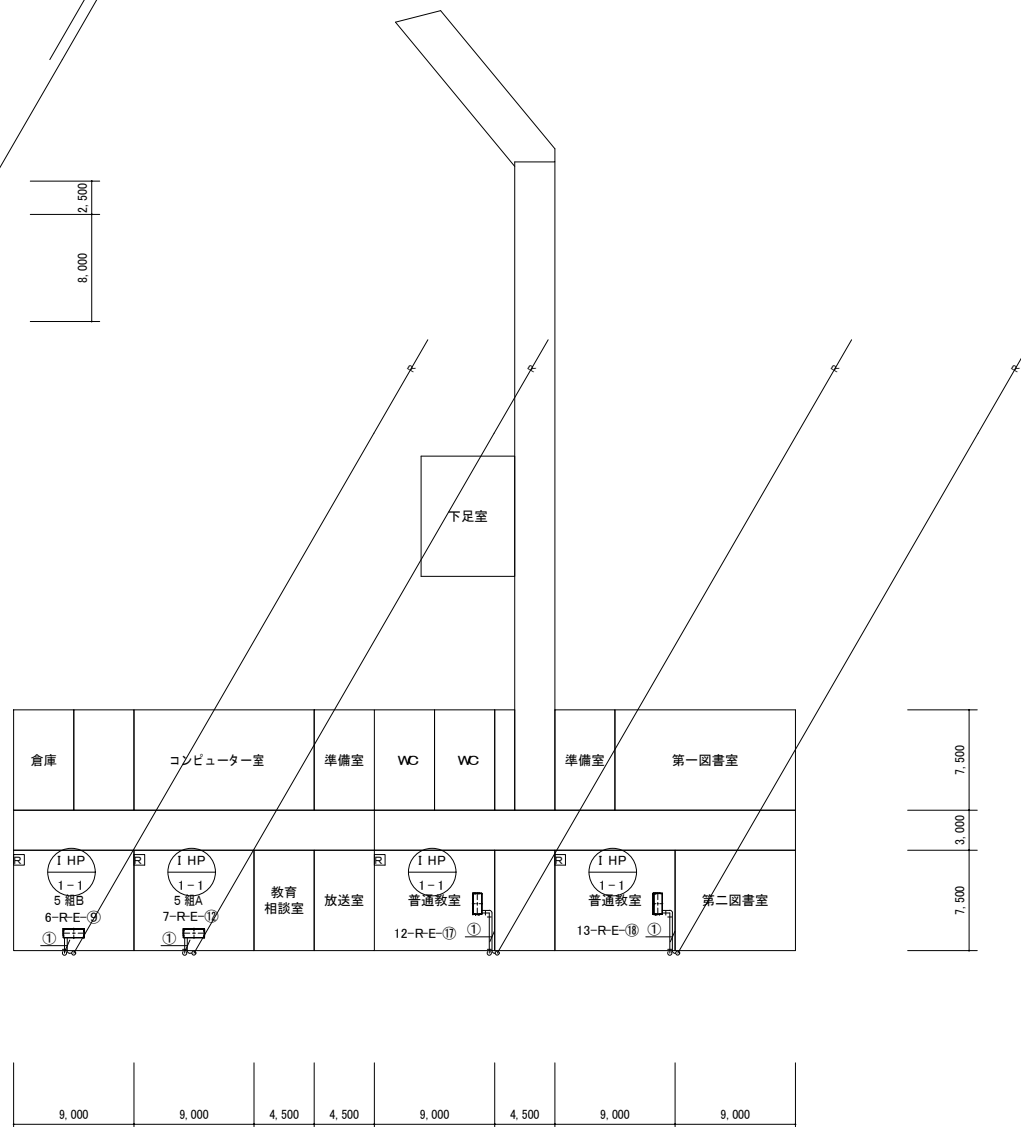 2,500
8,000
R
R
R
R
下足室
倉庫
コンピューター室
準備室
WC
WC
準備室
第一図書室
7,500
3,000
7,500
R
I HP
1-1
5組B
6-R-E-⑨
①
R
I HP
1-1
5組A
7-R-E-⑫
①
教育
相談室
放送室
R
I HP
1-1
普通教室
12-R-E-⑰
①
R
I HP
1-1
普通教室
13-R-E-⑱
①
第二図書室
9,000
9,000
4,500
4,500
9,000
4,500
9,000
9,000